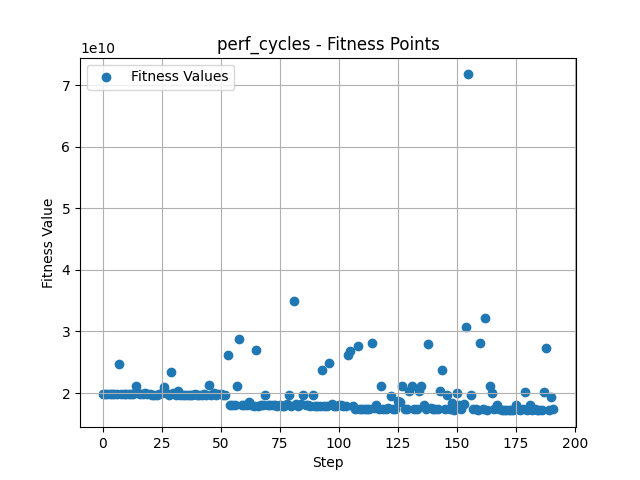 perf_cycles - Fitness Points
1e10
Fitness Values
7
6
5
4
3
2
Fitness Value
0 25 50 75 100 125 150 175 200
Step